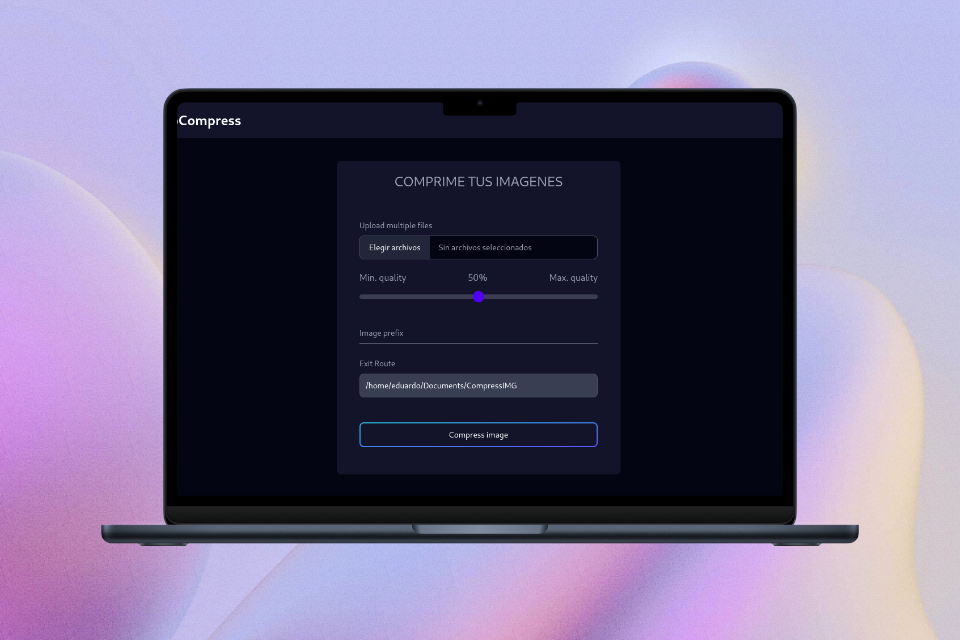 Compress
COMPRIME TUS IMAGENES
Upload multiple files
Elegir archivos Sin archivos seleccionados
Min. quality 50% Max. quality
Image prefix
Exit Route
/home/eduardo/Documents/CompressIMG
Compress image